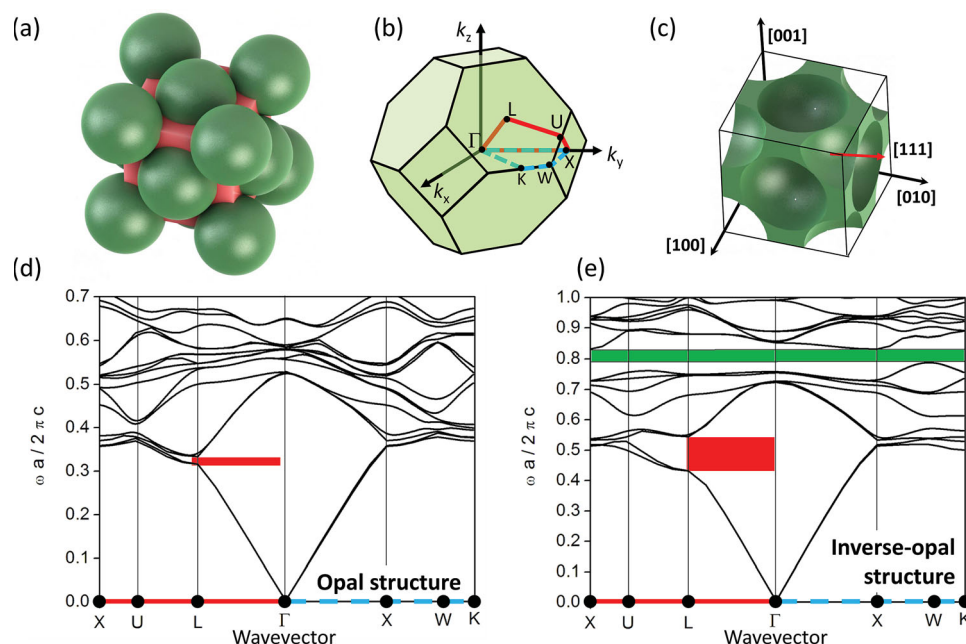 (a)
(b)
k_z
L
U
Γ
X
k_y
K
W
k_x
(c)
[001]
[111]
[010]
[100]
(d)
0.7
0.6
0.5
0.4
0.3
0.2
0.1
0.0
ω a / 2 π c
Opal structure
X U L Γ X W K
Wavevector
(e)
1.0
0.9
0.8
0.7
0.6
0.5
0.4
0.3
0.2
0.1
0.0
ω a / 2 π c
Inverse-opal
structure
X U L Γ X W K
Wavevector